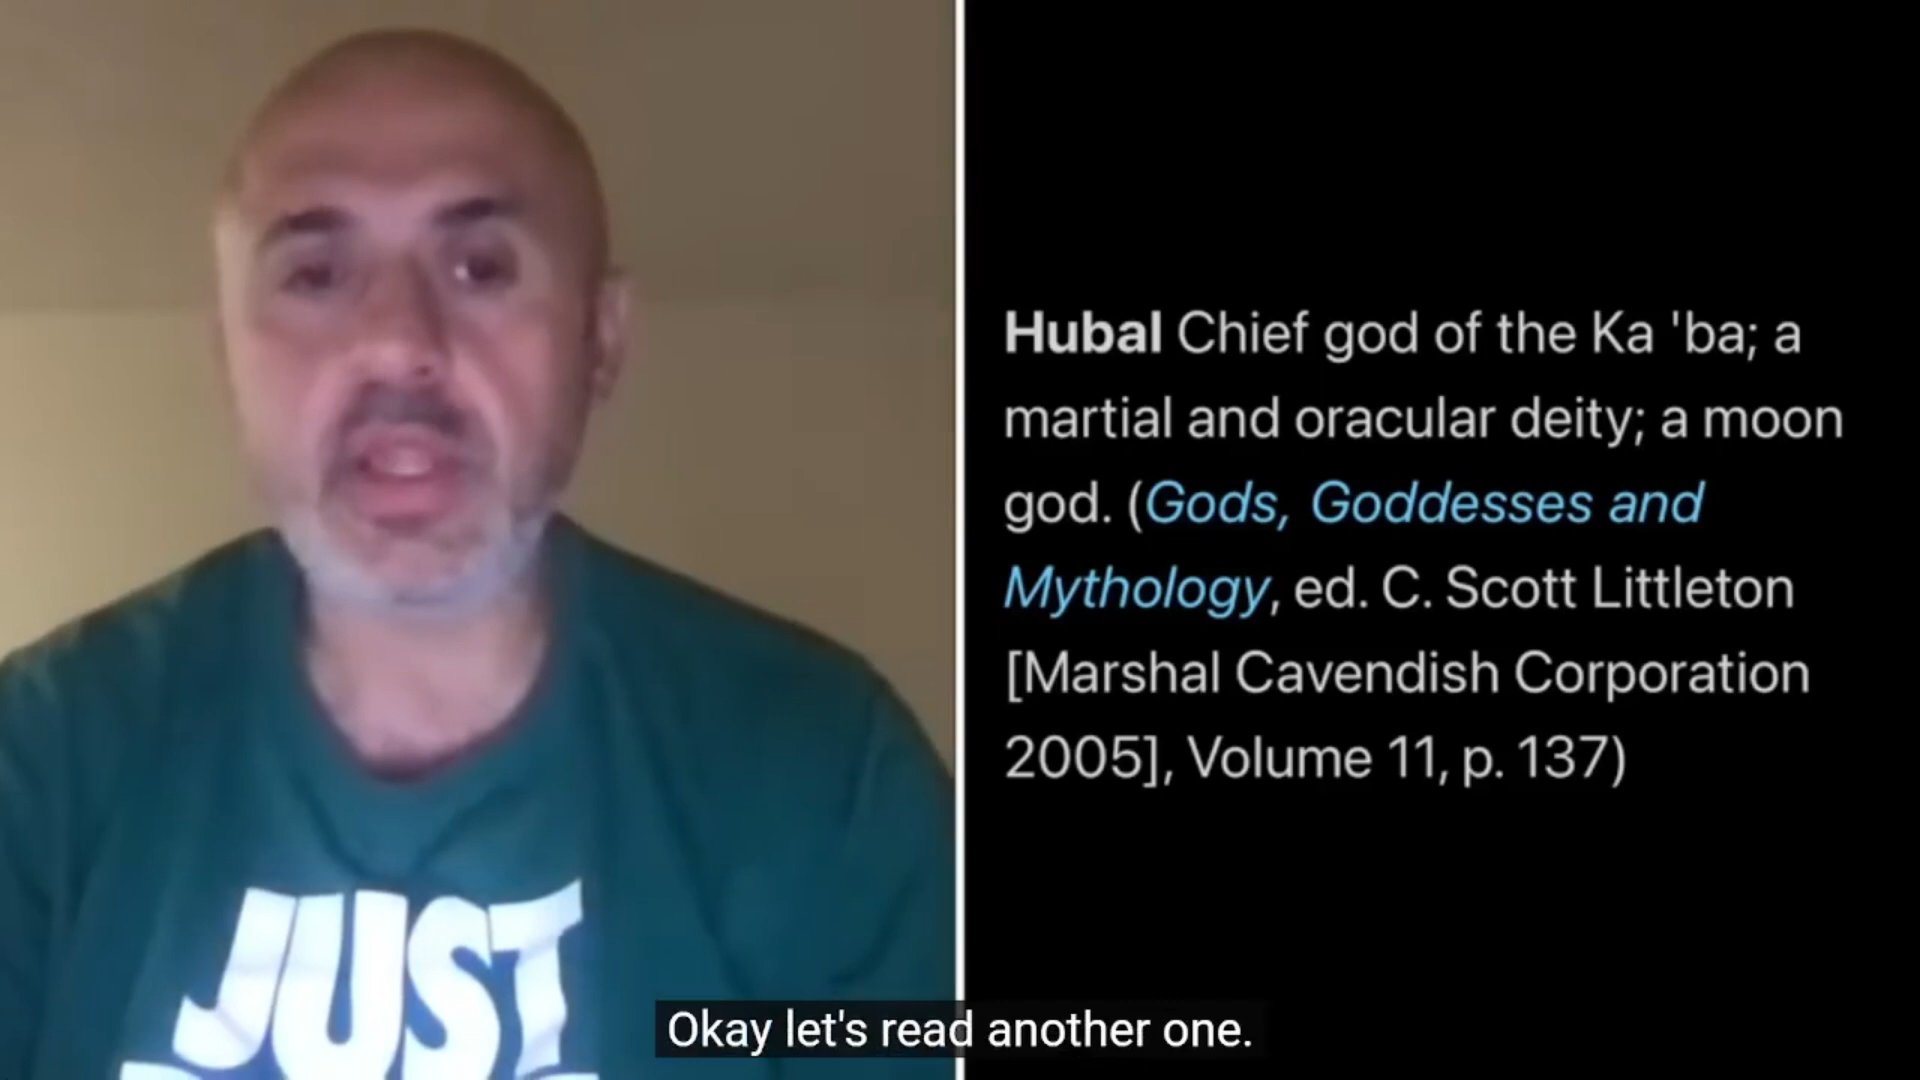 Hubal Chief god of the Ka 'ba; a
martial and oracular deity; a moon
god. (Gods, Goddesses and
Mythology, ed. C. Scott Littleton
[Marshal Cavendish Corporation
2005], Volume 11, p. 137)
JUST
Okay let's read another one.